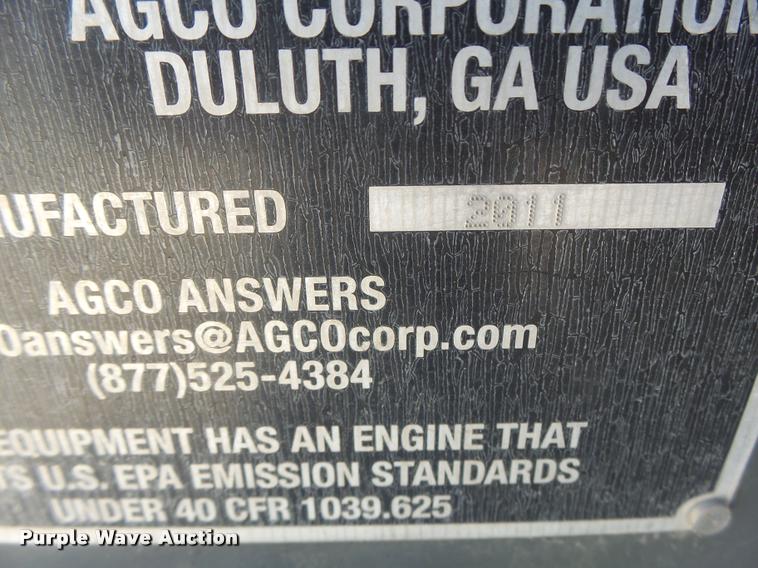 AGCO CORPORATION
DULUTH, GA USA
NUFACTURED 2011
AGCO ANSWERS
Oanswers@AGCOcorp.com
(877)525-4384
EQUIPMENT HAS AN ENGINE THAT
TS U.S. EPA EMISSION STANDARDS
UNDER 40 CFR 1039.625
Purple Wave Auction